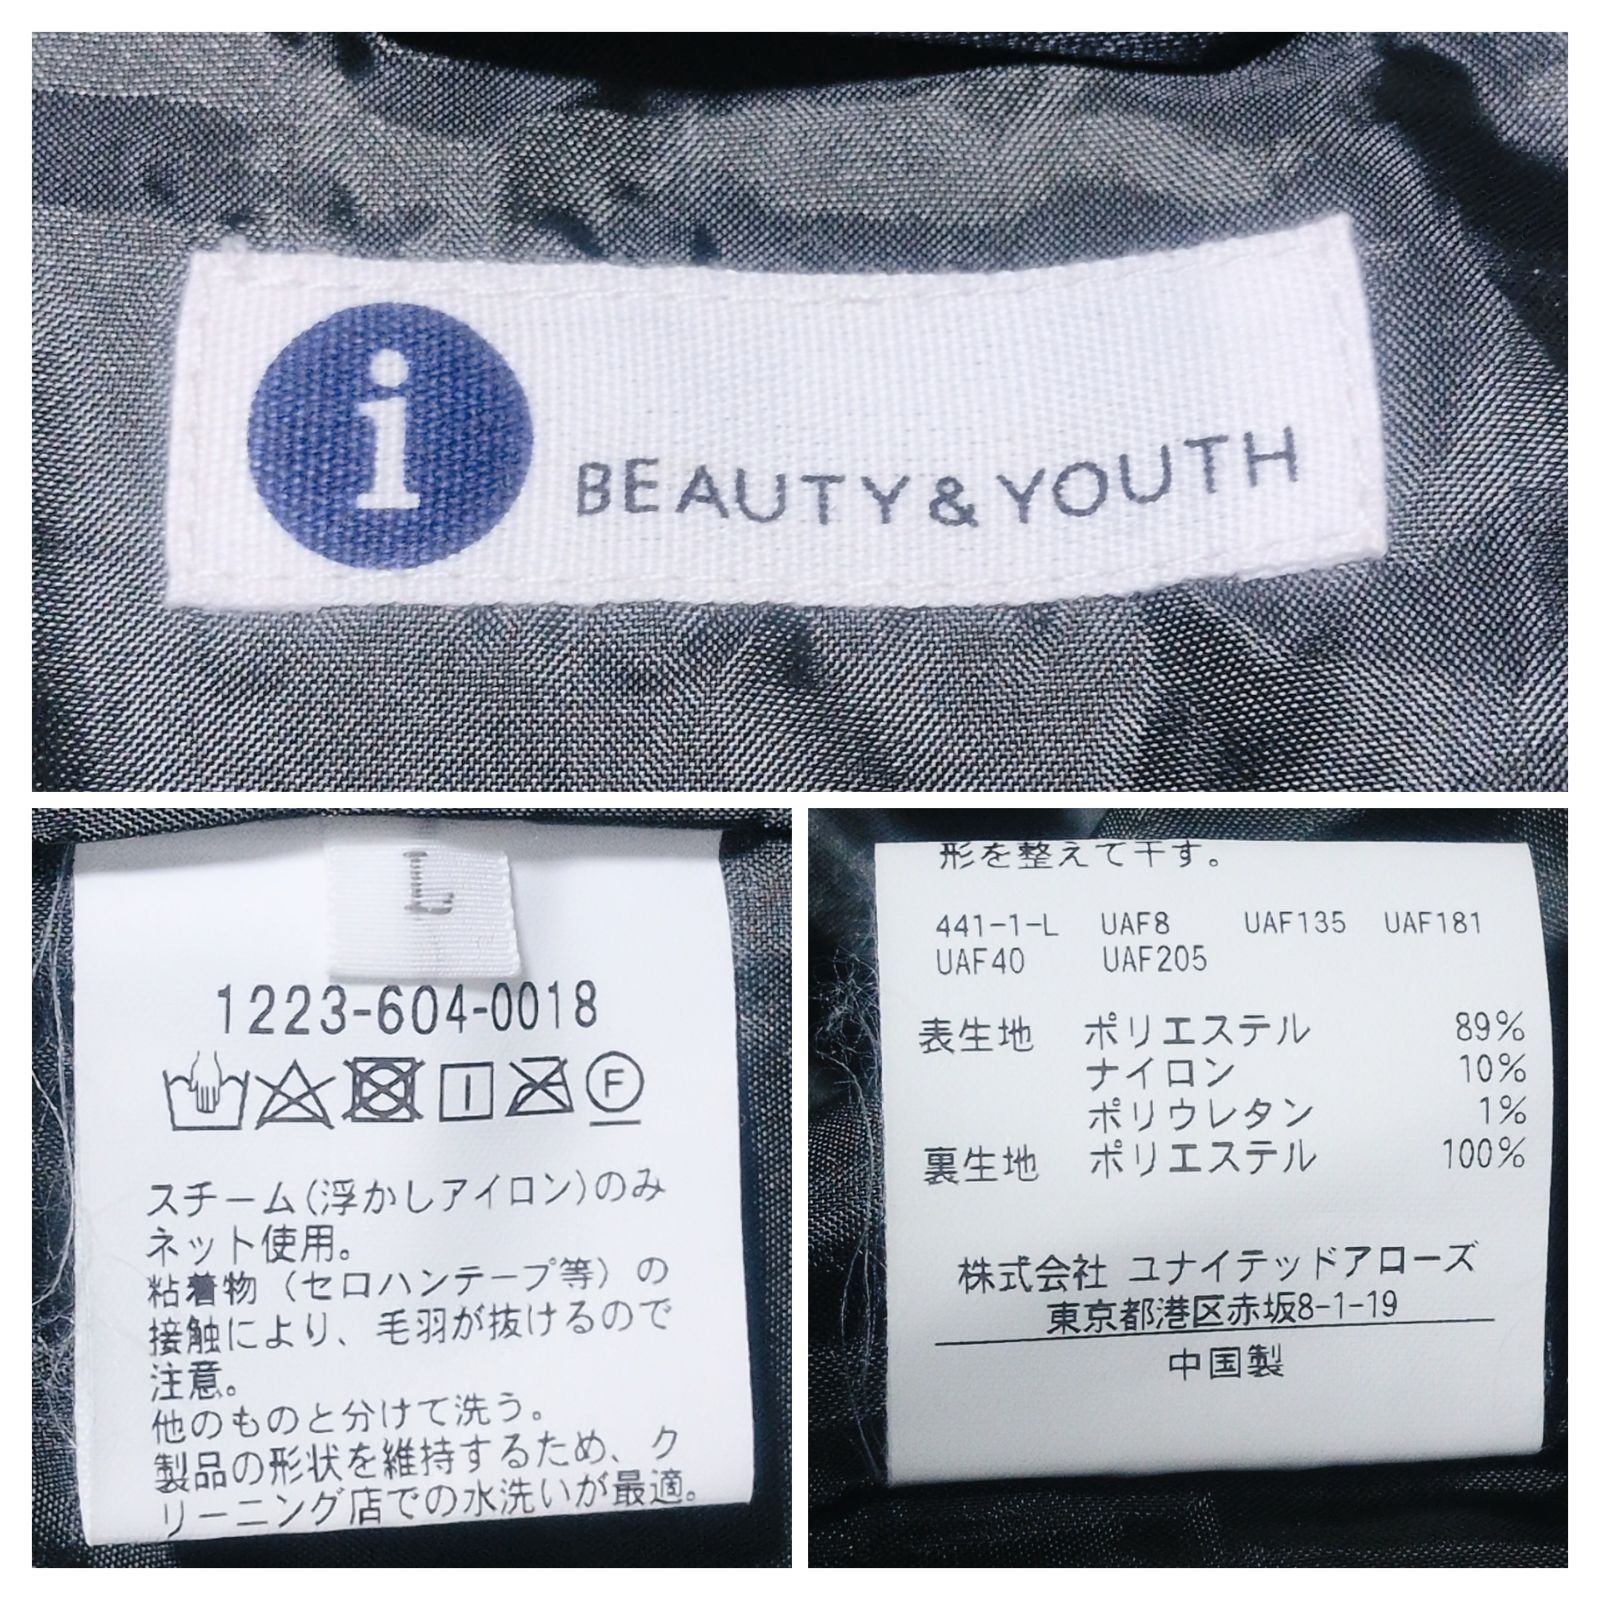 i BEAUTY&YOUTH
L
1223-604-0018
F
スチーム(浮かしアイロン)のみ
ネット使用。
粘着物(セロハンテープ等)の
接触により、毛羽が抜けるので
注意。
他のものと分けて洗う。
製品の形状を維持するため、ク
リーニング店での水洗いが最適。
形を整えて干す。
441-1-L UAF8 UAF135 UAF181
UAF40 UAF205
表生地 ポリエステル 89%
ナイロン 10%
ポリウレタン 1%
裏生地 ポリエステル 100%
株式会社 ユナイテッドアローズ
東京都港区赤坂8-1-19
中国製